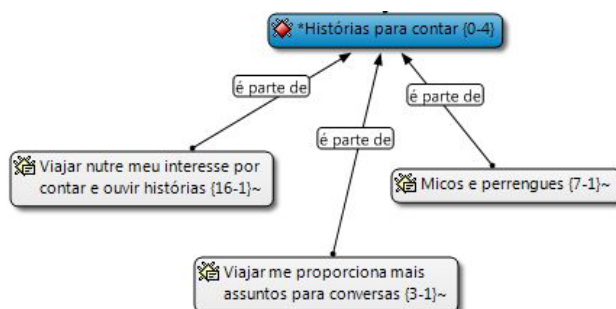 *Histórias para contar {0-4}
é parte de
é parte de
é parte de
Viajar nutre meu interesse por
contar e ouvir histórias {16-1}~
Micos e perrengues {7-1}~
Viajar me proporciona mais
assuntos para conversas {3-1}~